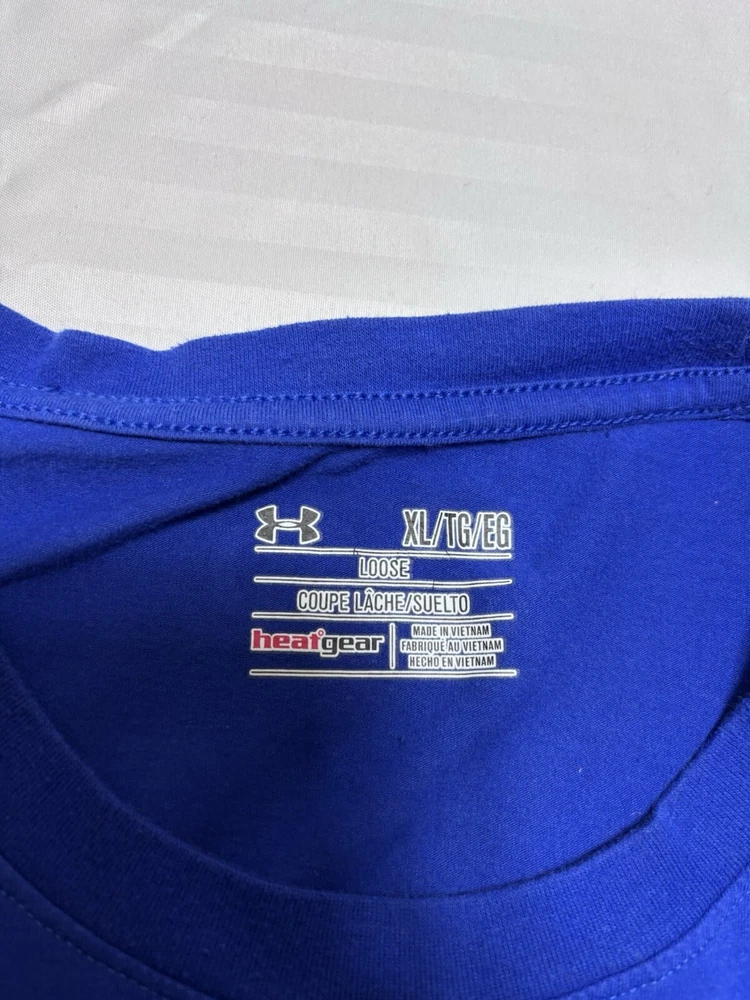 XL/TG/EG
LOOSE
COUPE LÂCHE/SUELTO
heatgear
MADE IN VIETNAM
FABRIQUÉ AU VIETNAM
HECHO EN VIETNAM